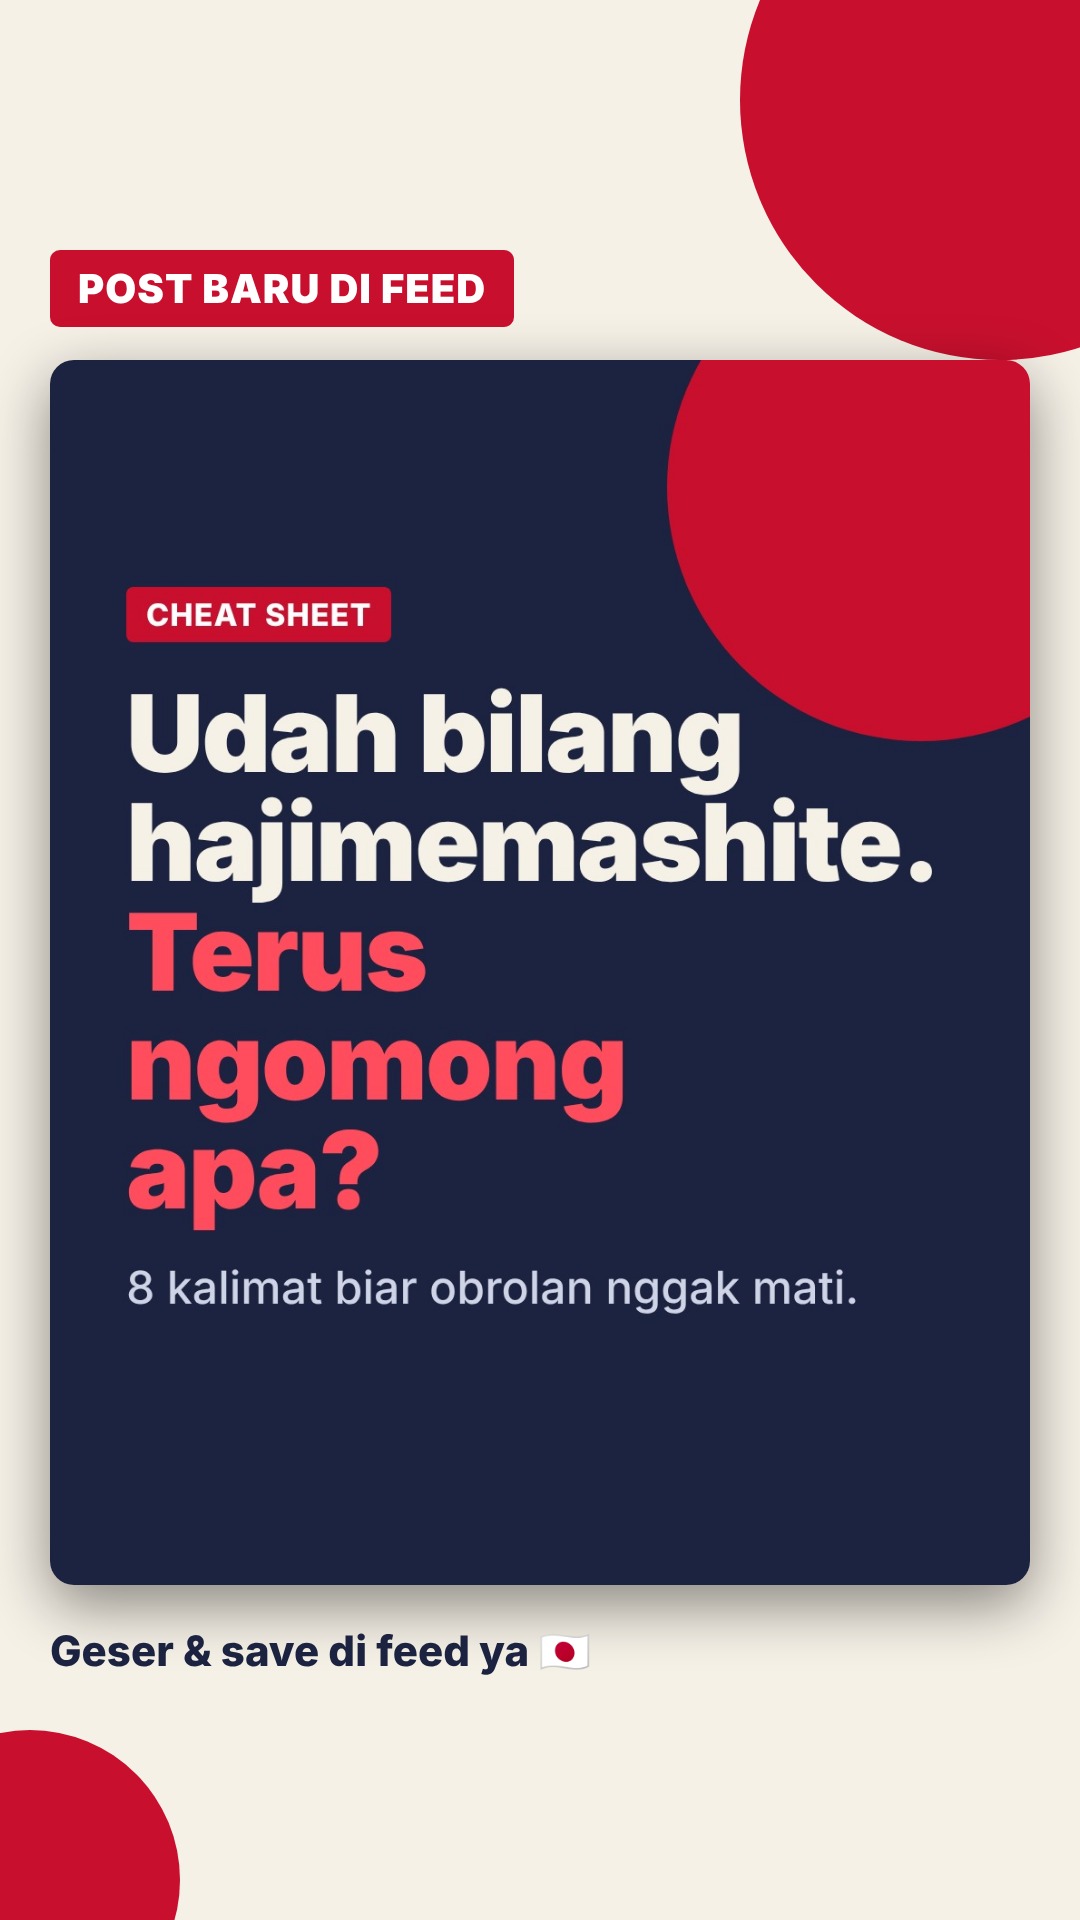 POST BARU DI FEED
CHEAT SHEET
Udah bilang
hajimemashite.
Terus
ngomong
apa?
8 kalimat biar obrolan nggak mati.
Geser & save di feed ya 🇯🇵